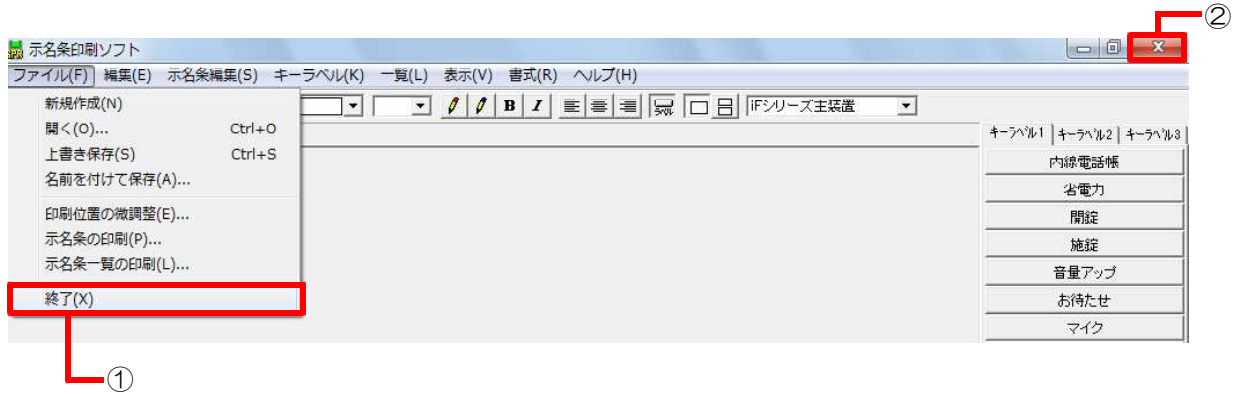 ②
示名条印刷ソフト
ファイル(F) 編集(E) 示名条編集(S) キーラベル(K) 一覧(L) 表示(V) 書式(R) ヘルプ(H)
B I iFシリーズ主装置
新規作成(N)
開く(O)... Ctrl+O
上書き保存(S) Ctrl+S
名前を付けて保存(A)...
印刷位置の微調整(E)...
示名条の印刷(P)...
示名条一覧の印刷(L)...
終了(X)
キーラベル1 キーラベル2 キーラベル3
内線電話帳
省電力
開錠
施錠
音量アップ
お待たせ
マイク
①